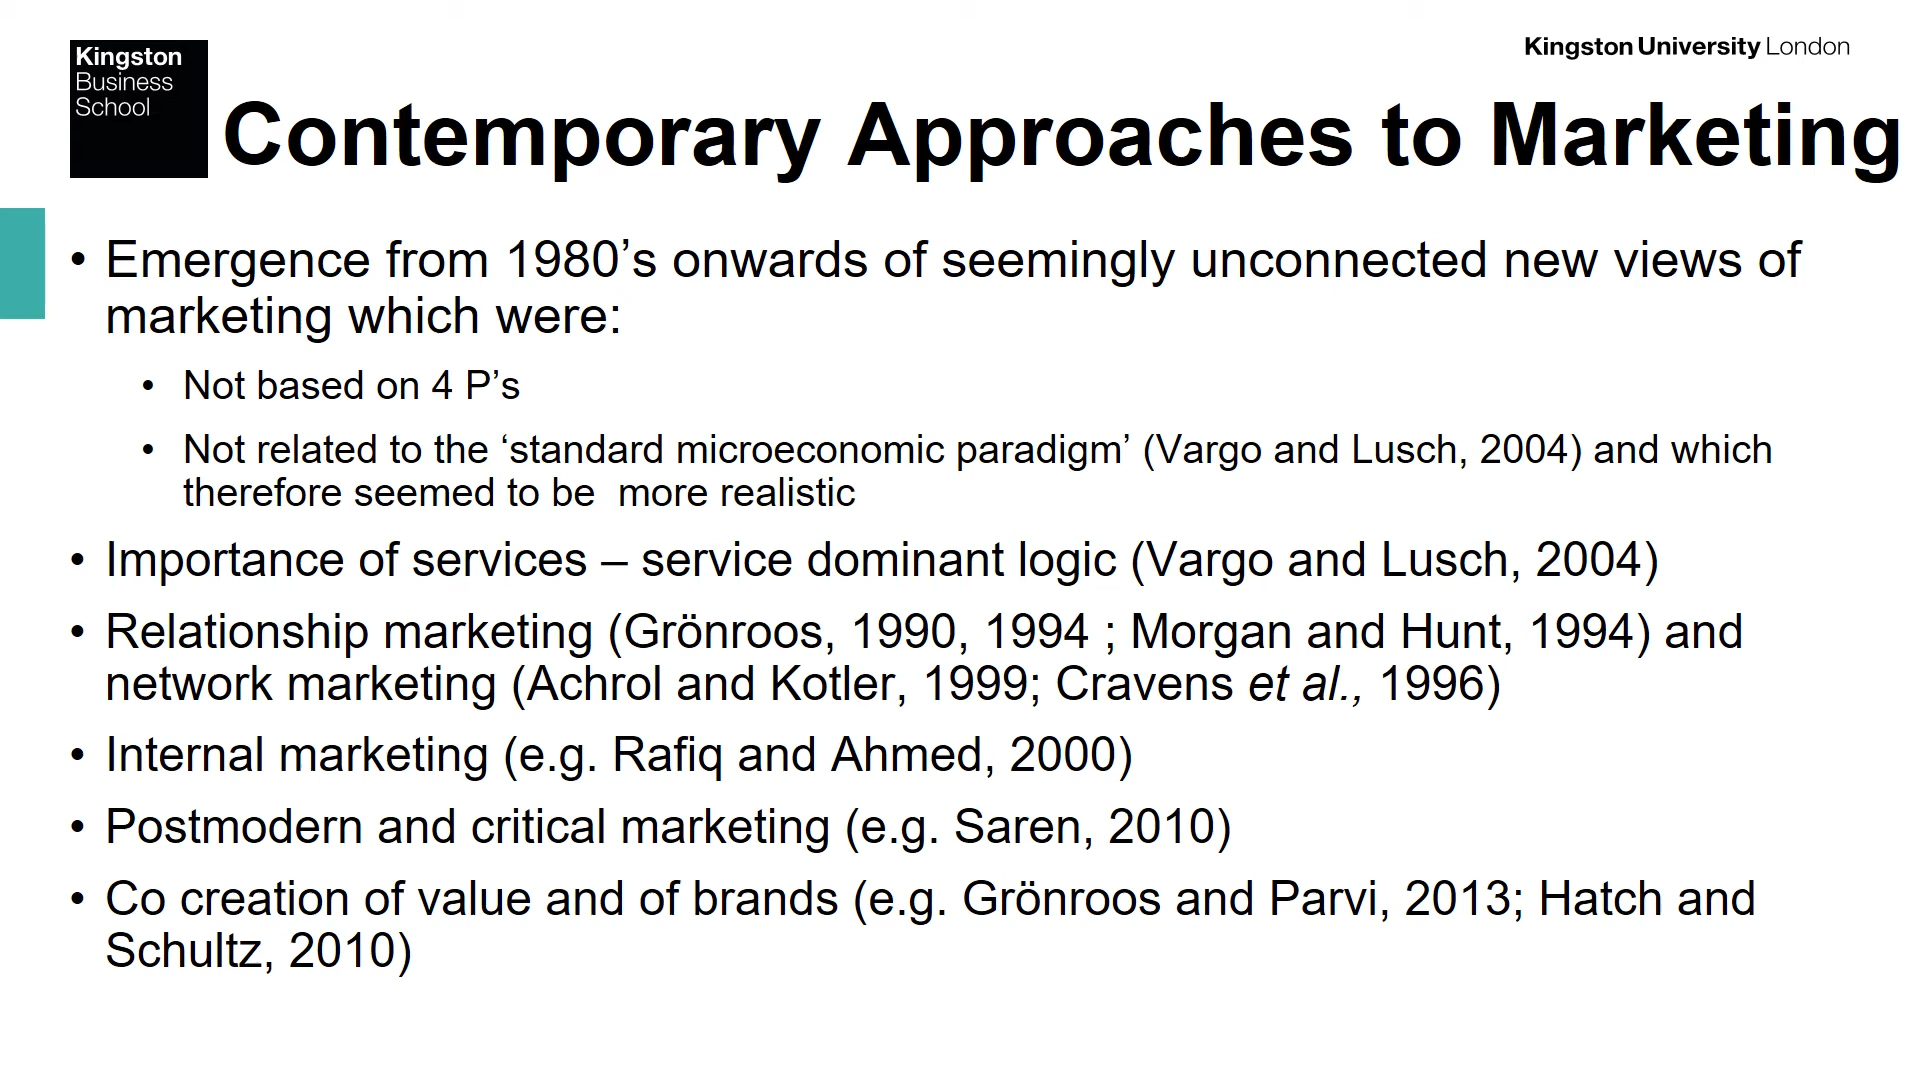 Kingston
Business
School
Kingston University London
Contemporary Approaches to Marketing
• Emergence from 1980’s onwards of seemingly unconnected new views of
marketing which were:
• Not based on 4 P’s
• Not related to the ‘standard microeconomic paradigm’ (Vargo and Lusch, 2004) and which
therefore seemed to be  more realistic
• Importance of services – service dominant logic (Vargo and Lusch, 2004)
• Relationship marketing (Grönroos, 1990, 1994 ; Morgan and Hunt, 1994) and
network marketing (Achrol and Kotler, 1999; Cravens et al., 1996)
• Internal marketing (e.g. Rafiq and Ahmed, 2000)
• Postmodern and critical marketing (e.g. Saren, 2010)
• Co creation of value and of brands (e.g. Grönroos and Parvi, 2013; Hatch and
Schultz, 2010)